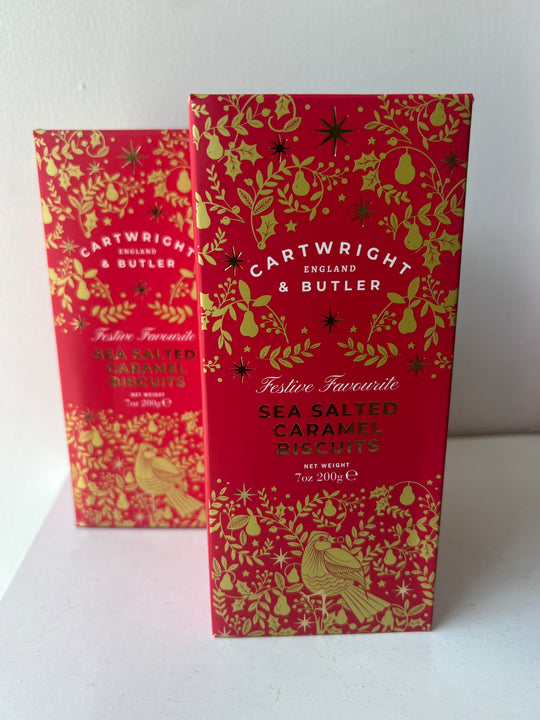 CARTWRIGHT
ENGLAND
& BUTLER
Festive Favourite
SEA SALTED
CARAMEL
BISCUITS
NET WEIGHT
7oz 200g℮
CARTWRIGHT
ENGLAND
& BUTLER
Festive Favourite
SEA SALTED
CARAMEL
BISCUITS
NET WEIGHT
7oz 200g℮